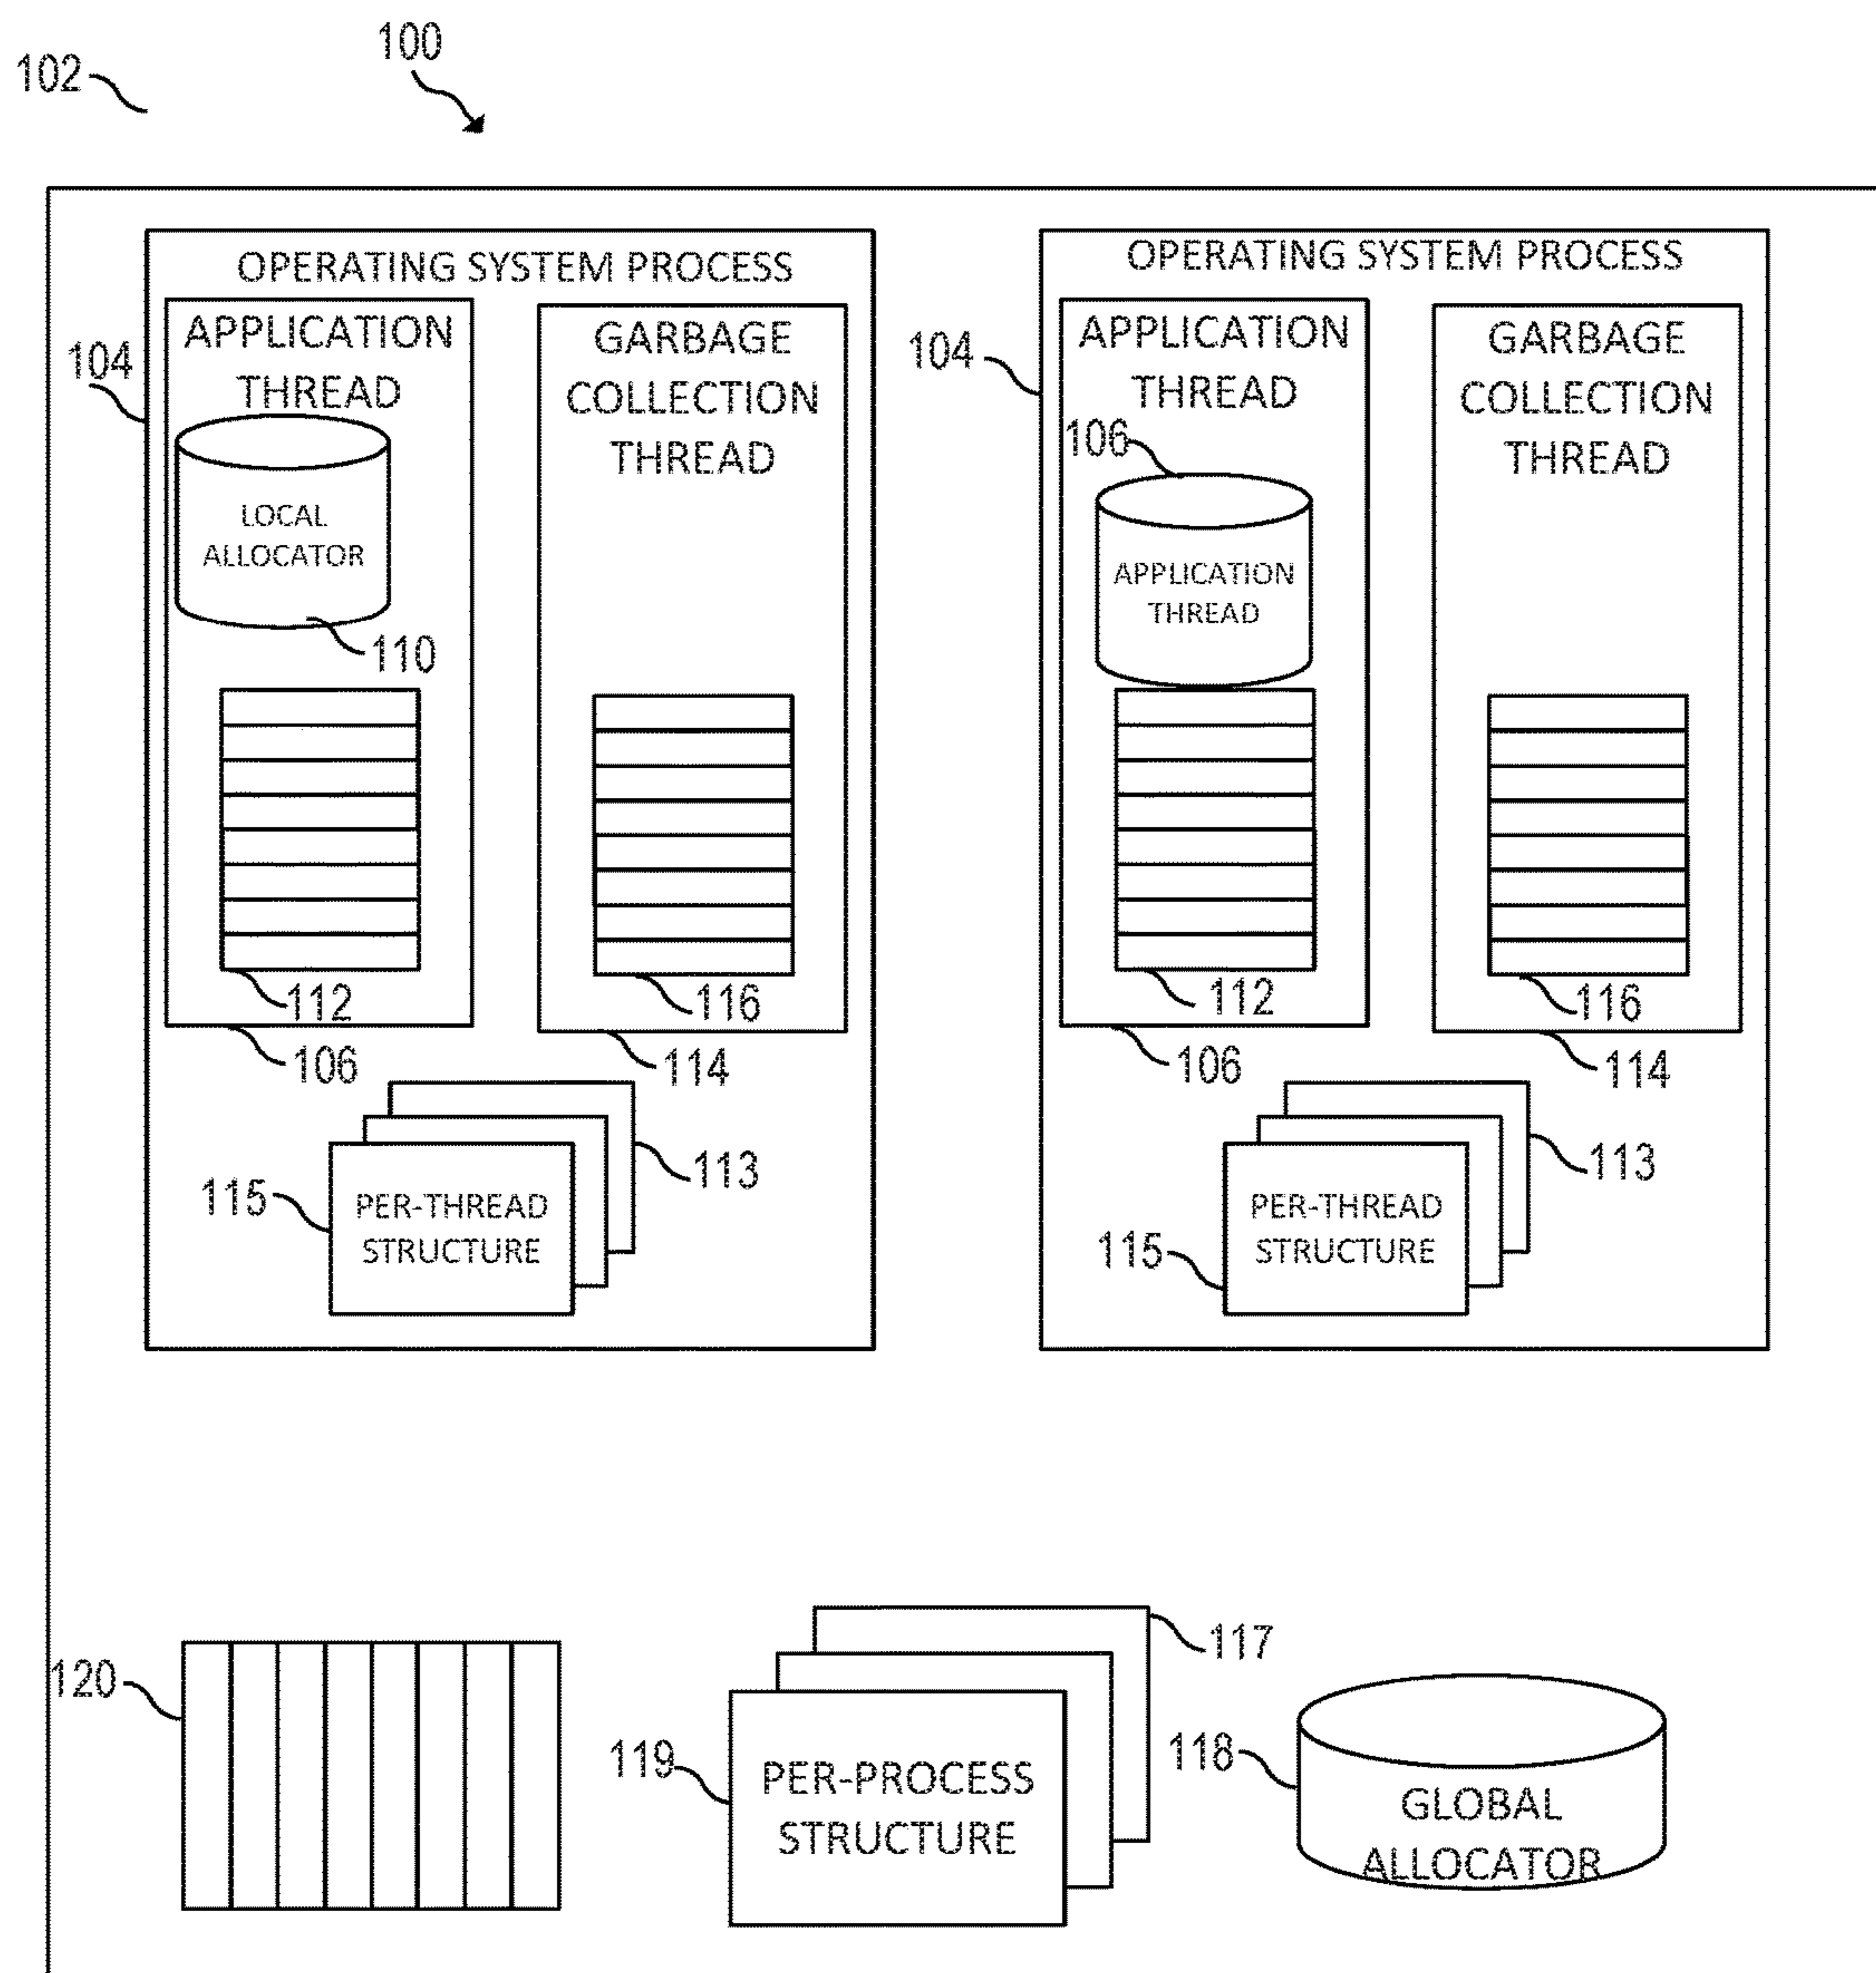 100
102
OPERATING SYSTEM PROCESS
APPLICATION
THREAD
104
LOCAL
ALLOCATOR
110
112
106
GARBAGE
COLLECTION
THREAD
116
114
113
115
PER-THREAD
STRUCTURE
OPERATING SYSTEM PROCESS
104
APPLICATION
THREAD
106
APPLICATION
THREAD
112
106
GARBAGE
COLLECTION
THREAD
116
114
113
115
PER-THREAD
STRUCTURE
120
117
119
PER-PROCESS
STRUCTURE
118
GLOBAL
ALLOCATOR